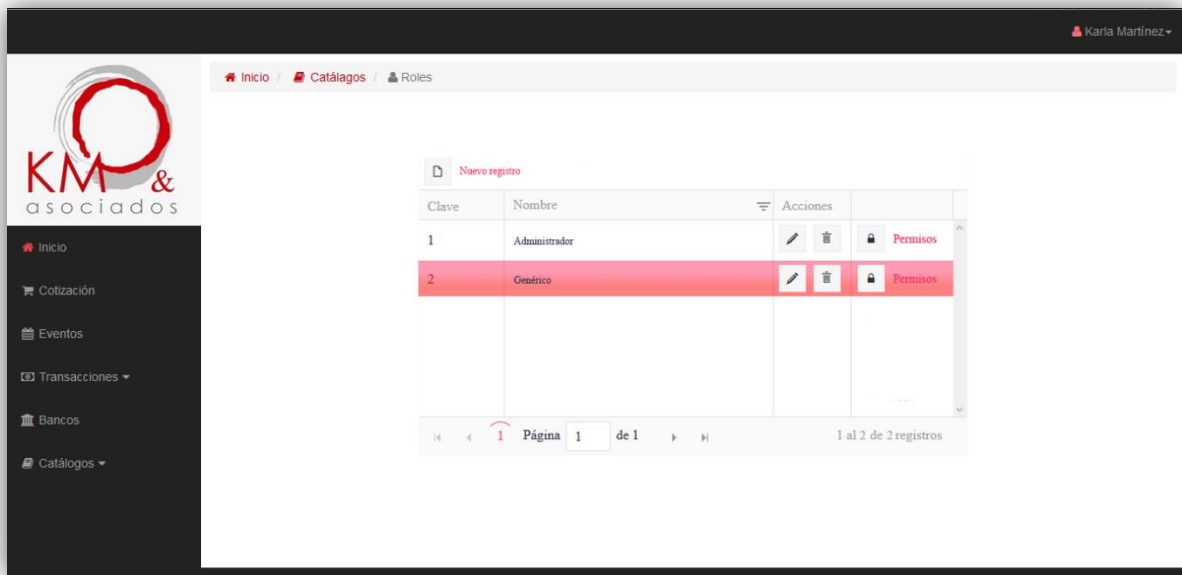 Karla Martínez
Inicio / Catálagos / Roles
KM &
asociados
Inicio
Cotización
Eventos
Transacciones
Bancos
Catálogos
Nuevo registro
Clave Nombre Acciones
1 Administrador Permisos
2 Genérico Permisos
1 Página 1 de 1 1 al 2 de 2 registros